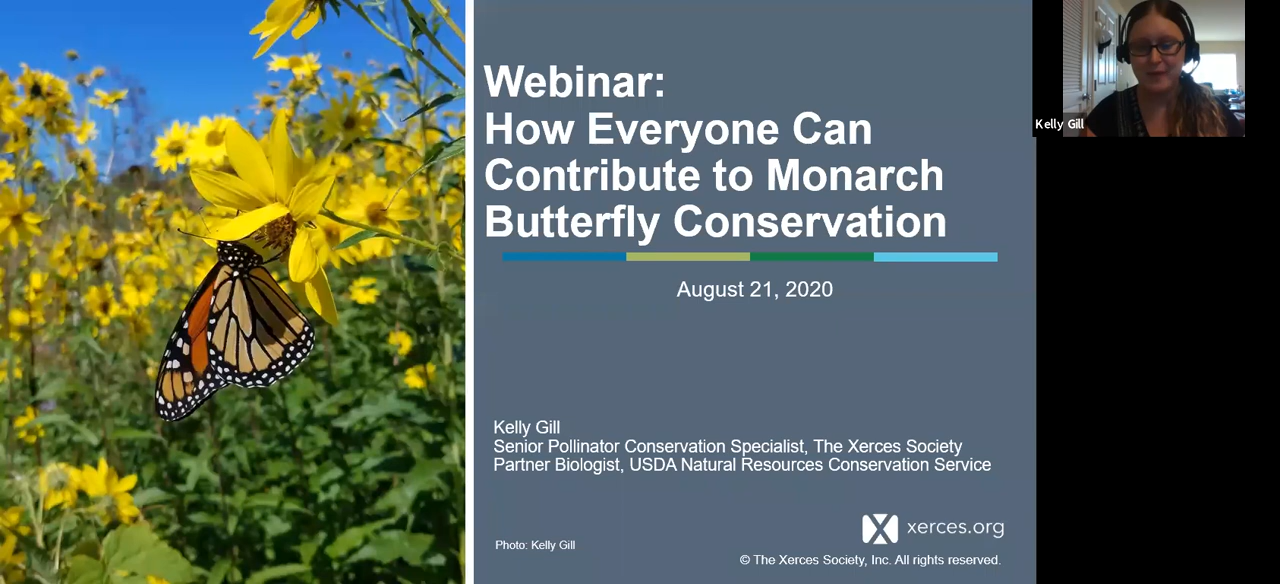 Webinar:
How Everyone Can
Contribute to Monarch
Butterfly Conservation
August 21, 2020
Kelly Gill
Senior Pollinator Conservation Specialist, The Xerces Society
Partner Biologist, USDA Natural Resources Conservation Service
xerces.org
Photo: Kelly Gill
© The Xerces Society, Inc. All rights reserved.
Kelly Gill